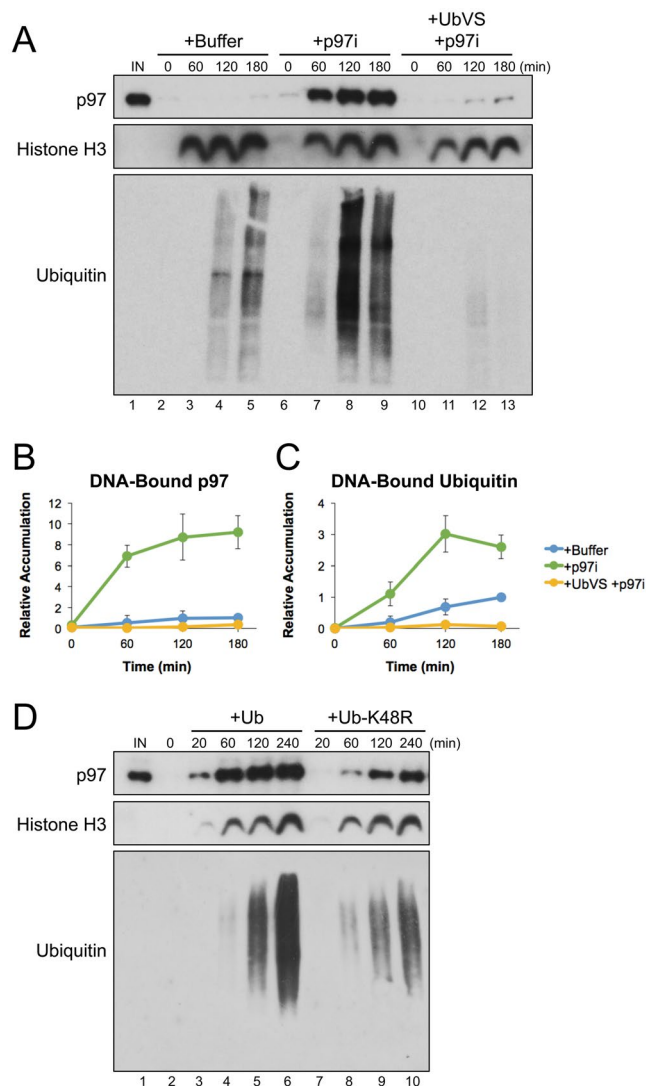 A
+Buffer
+p97i
+UbVS
+p97i
IN 0 60 120 180 0 60 120 180 0 60 120 180 (min)
p97
Histone H3
Ubiquitin
1 2 3 4 5 6 7 8 9 10 11 12 13
B
DNA-Bound p97
Relative Accumulation
12
10
8
6
4
2
0
0 60 120 180
Time (min)
C
DNA-Bound Ubiquitin
Relative Accumulation
4
3
2
1
0
0 60 120 180
Time (min)
+Buffer
+p97i
+UbVS +p97i
D
+Ub +Ub-K48R
IN 0 20 60 120 240 20 60 120 240 (min)
p97
Histone H3
Ubiquitin
1 2 3 4 5 6 7 8 9 10